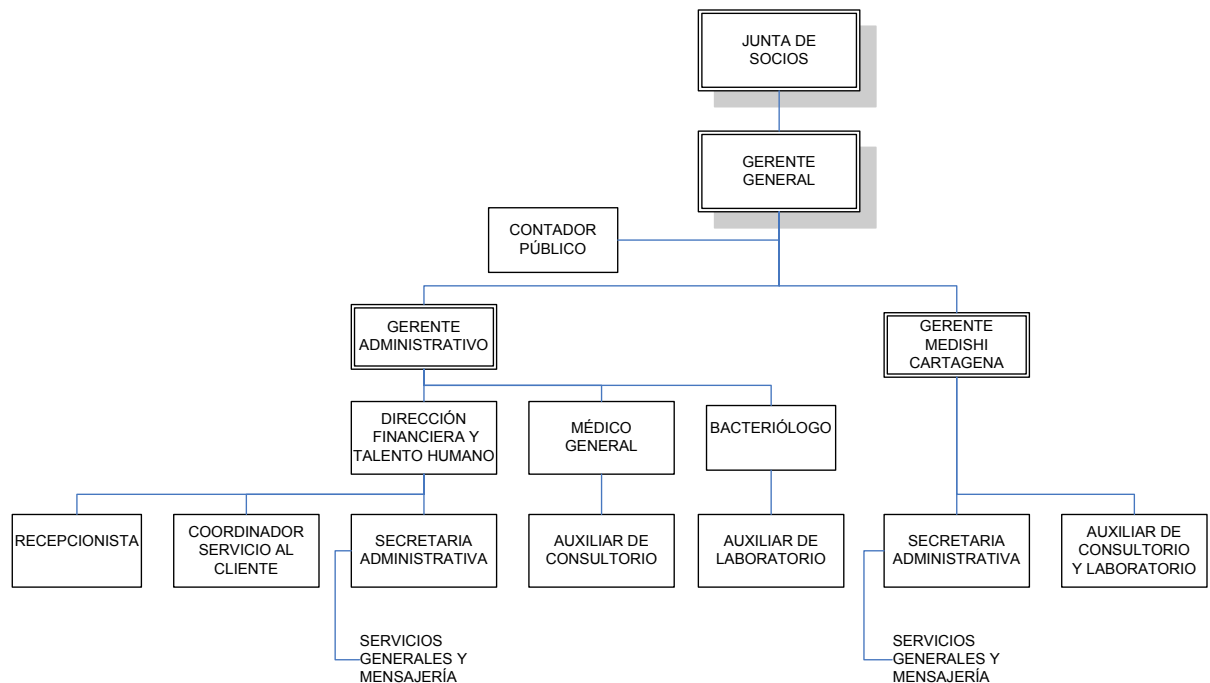 JUNTA DE
SOCIOS
GERENTE
GENERAL
CONTADOR
PÚBLICO
GERENTE
ADMINISTRATIVO
GERENTE
MEDISHI
CARTAGENA
DIRECCIÓN
FINANCIERA Y
TALENTO HUMANO
MÉDICO
GENERAL
BACTERIÓLOGO
RECEPCIONISTA
COORDINADOR
SERVICIO AL
CLIENTE
SECRETARIA
ADMINISTRATIVA
AUXILIAR DE
CONSULTORIO
AUXILIAR DE
LABORATORIO
SECRETARIA
ADMINISTRATIVA
AUXILIAR DE
CONSULTORIO
Y LABORATORIO
SERVICIOS
GENERALES Y
MENSAJERÍA
SERVICIOS
GENERALES Y
MENSAJERÍA